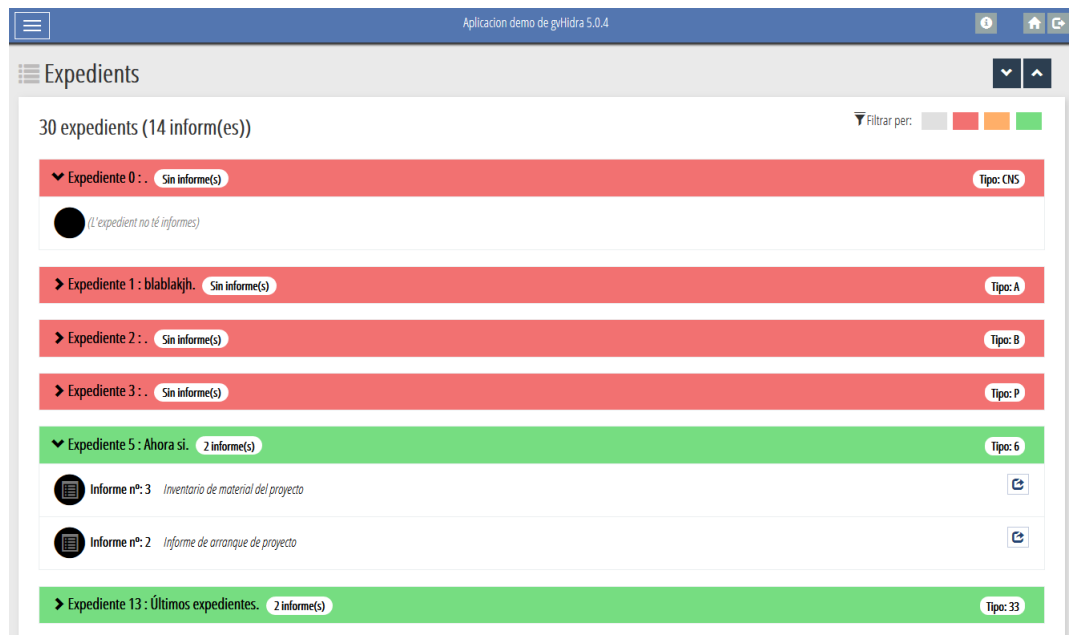 Aplicacion demo de gvHidra 5.0.4
Expedients
30 expedients (14 inform(es))
Filtrar per:
Expediente 0 : . Sin informe(s) Tipo: CNS
(L'expedient no té informes)
Expediente 1 : blablakjh. Sin informe(s) Tipo: A
Expediente 2 : . Sin informe(s) Tipo: B
Expediente 3 : . Sin informe(s) Tipo: P
Expediente 5 : Ahora si. 2 informe(s) Tipo: 6
Informe nº: 3 Inventario de material del proyecto
Informe nº: 2 Informe de arranque de proyecto
Expediente 13 : Últimos expedientes. 2 informe(s) Tipo: 33